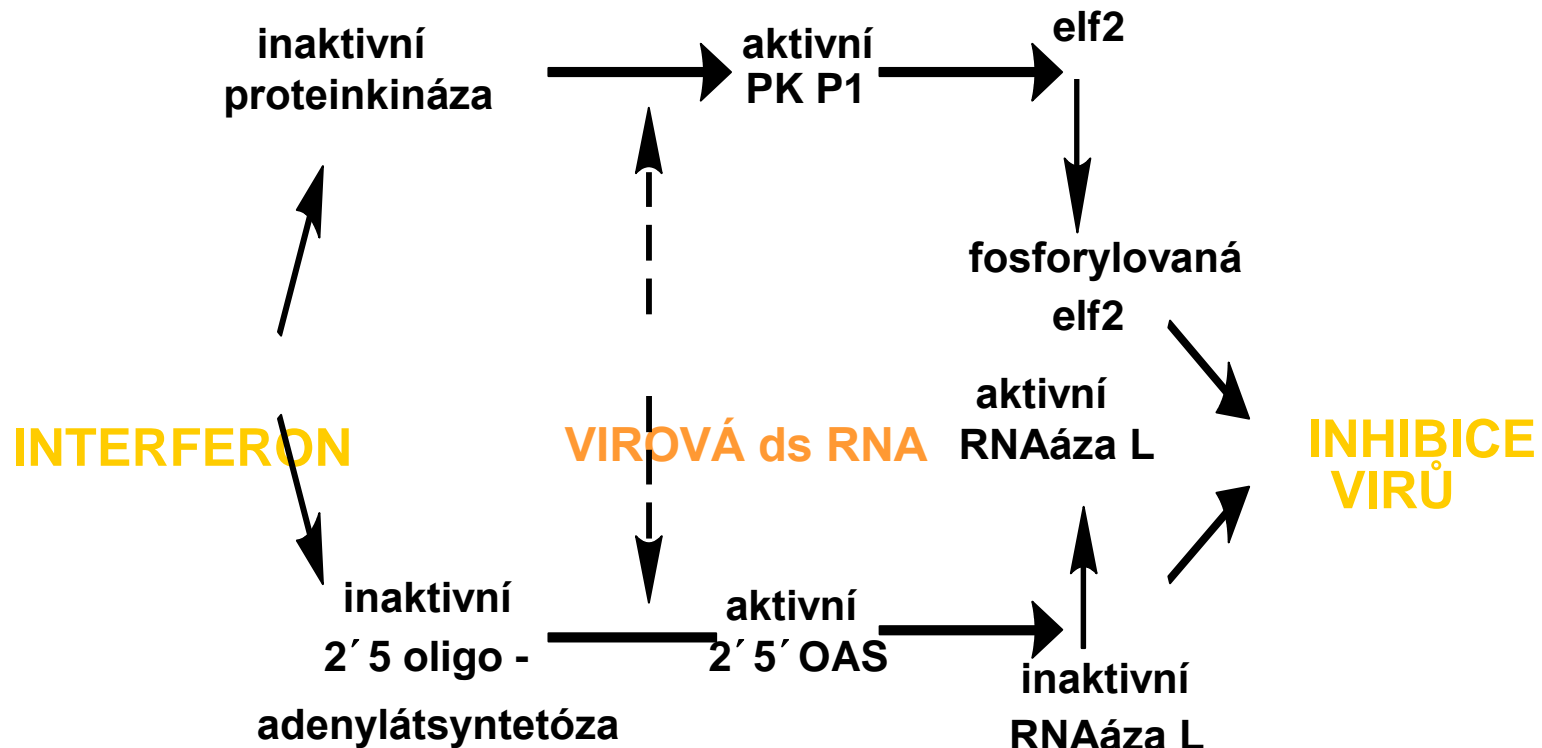 inaktivní
proteinkináza
aktivní
PK P1
elf2
fosforylovaná
elf2
INTERFERON
VIROVÁ ds RNA
aktivní
RNAáza L
INHIBICE
VIRŮ
inaktivní
2´ 5 oligo -
adenylátsyntetóza
aktivní
2´ 5´ OAS
inaktivní
RNAáza L